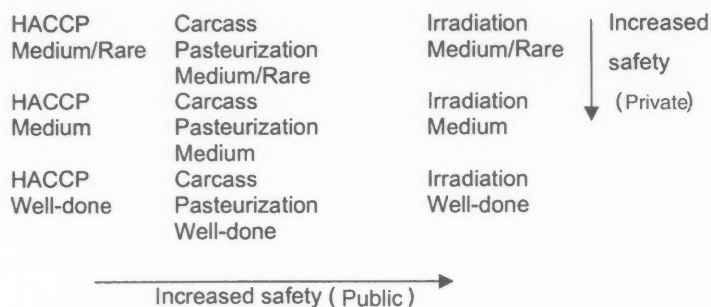 HACCP Carcass Irradiation Increased
Medium/Rare Pasteurization Medium/Rare safety
Medium/Rare (Private)
HACCP Carcass Irradiation
Medium Pasteurization Medium
Medium
HACCP Carcass Irradiation
Well-done Pasteurization Well-done
Well-done
Increased safety ( Public )